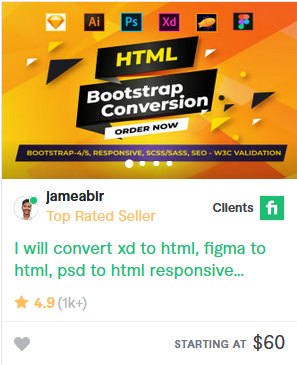 Ai Ps Xd
HTML
Bootstrap
Conversion
ORDER NOW
BOOTSTRAP-4/5, RESPONSIVE, SCSS/SASS, SEO - W3C VALIDATION
jameablr
Top Rated Seller
Clients fi
I will convert xd to html, figma to
html, psd to html responsive...
4.9 (1k+)
STARTING AT $60